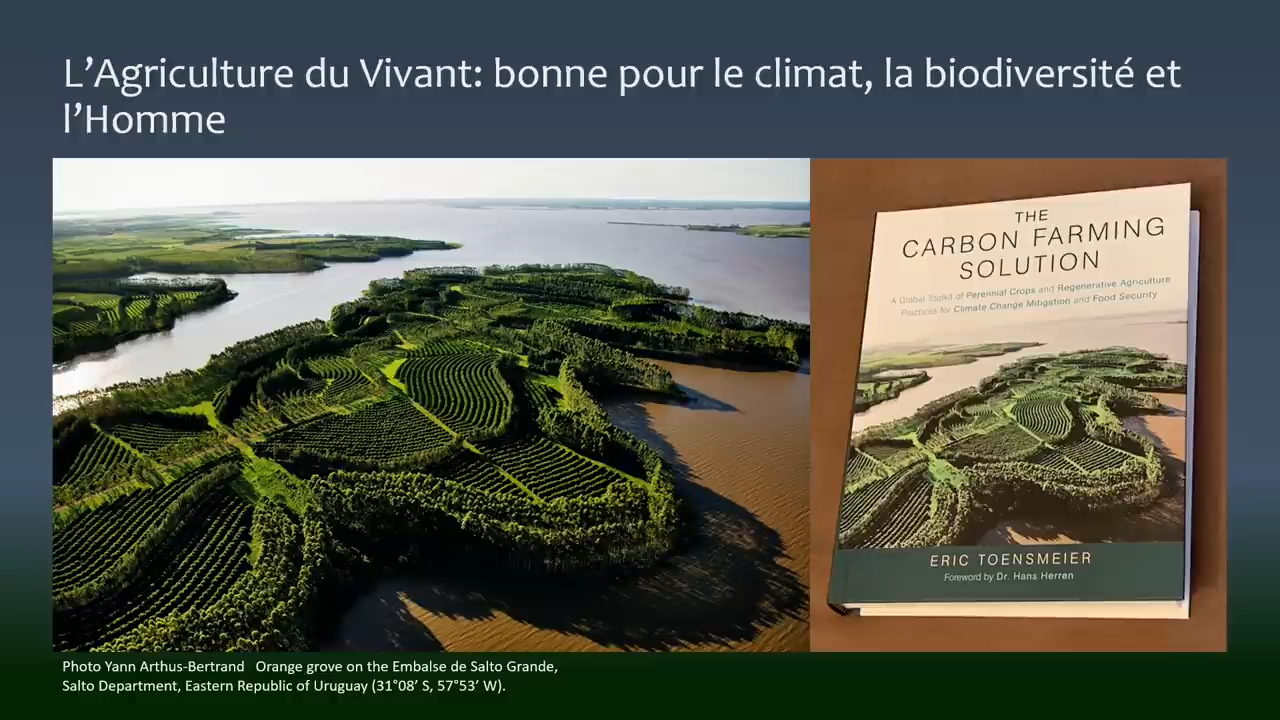 L’Agriculture du Vivant: bonne pour le climat, la biodiversité et
l’Homme
THE
CARBON FARMING
SOLUTION
A Global Toolkit of Perennial Crops and Regenerative Agriculture
Practices for Climate Change Mitigation and Food Security
ERIC TOENSMEIER
Foreword by Dr. Hans Herren
Photo Yann Arthus-Bertrand   Orange grove on the Embalse de Salto Grande,
Salto Department, Eastern Republic of Uruguay (31°08’ S, 57°53’ W).